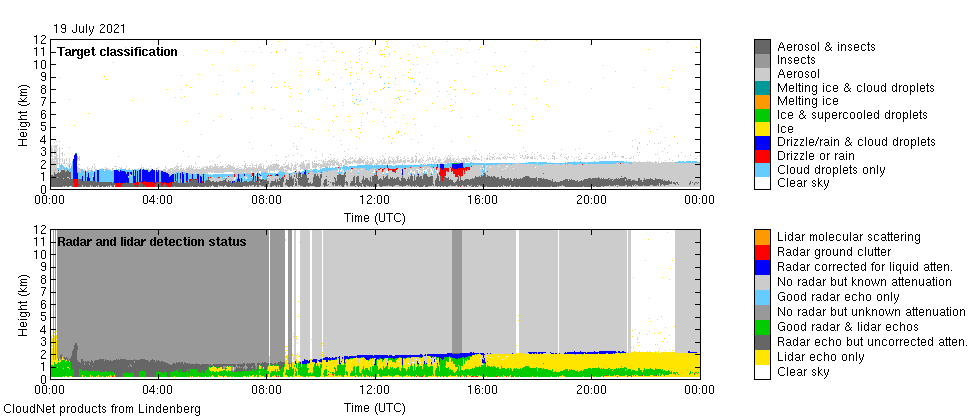 19 July 2021
Target classification
12
11
10
9
8
7
6
5
4
3
2
1
0
Height (km)
00:00 04:00 08:00 12:00 16:00 20:00 00:00
Time (UTC)
Aerosol & insects
Insects
Aerosol
Melting ice & cloud droplets
Melting ice
Ice & supercooled droplets
Ice
Drizzle/rain & cloud droplets
Drizzle or rain
Cloud droplets only
Clear sky
Radar and lidar detection status
12
11
10
9
8
7
6
5
4
3
2
1
0
Height (km)
00:00 04:00 08:00 12:00 16:00 20:00 00:00
Time (UTC)
Lidar molecular scattering
Radar ground clutter
Radar corrected for liquid atten.
No radar but known attenuation
Good radar echo only
No radar but unknown attenuation
Good radar & lidar echos
Radar echo but uncorrected atten.
Lidar echo only
Clear sky
CloudNet products from Lindenberg